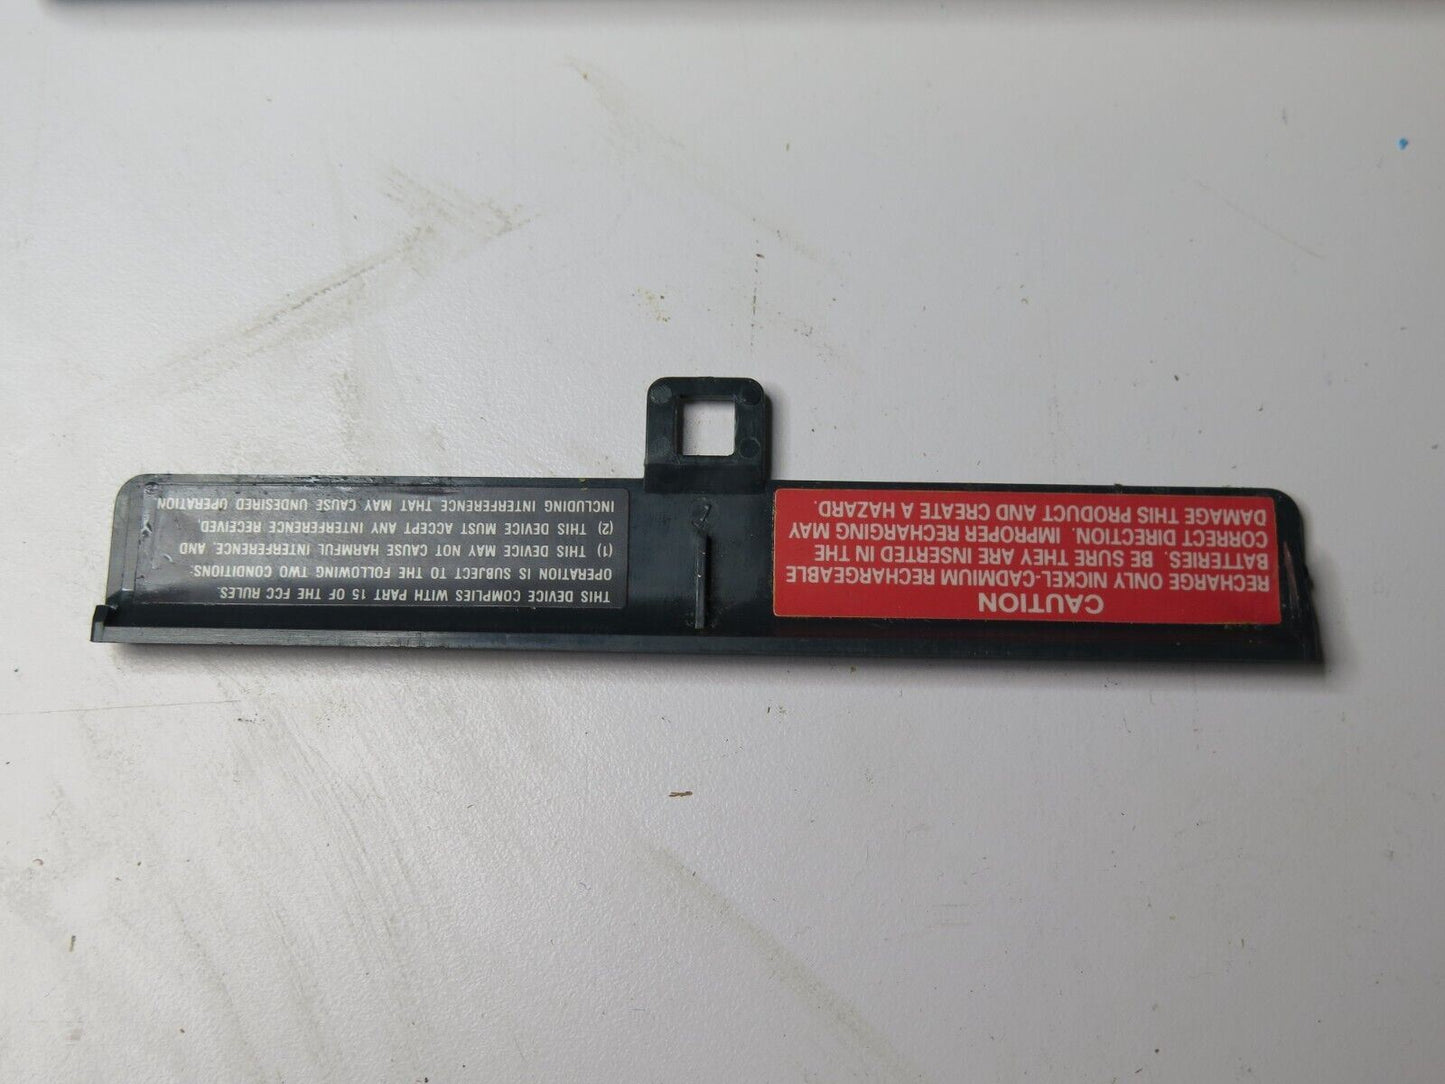 CAUTION
RECHARGE ONLY NICKEL-CADMIUM RECHARGEABLE
BATTERIES. BE SURE THEY ARE INSERTED IN THE
CORRECT DIRECTION. IMPROPER RECHARGING MAY
DAMAGE THIS PRODUCT AND CREATE A HAZARD.
THIS DEVICE COMPLIES WITH PART 15 OF THE FCC RULES.
OPERATION IS SUBJECT TO THE FOLLOWING TWO CONDITIONS:
(1) THIS DEVICE MAY NOT CAUSE HARMFUL INTERFERENCE, AND
(2) THIS DEVICE MUST ACCEPT ANY INTERFERENCE RECEIVED,
INCLUDING INTERFERENCE THAT MAY CAUSE UNDESIRED OPERATION.